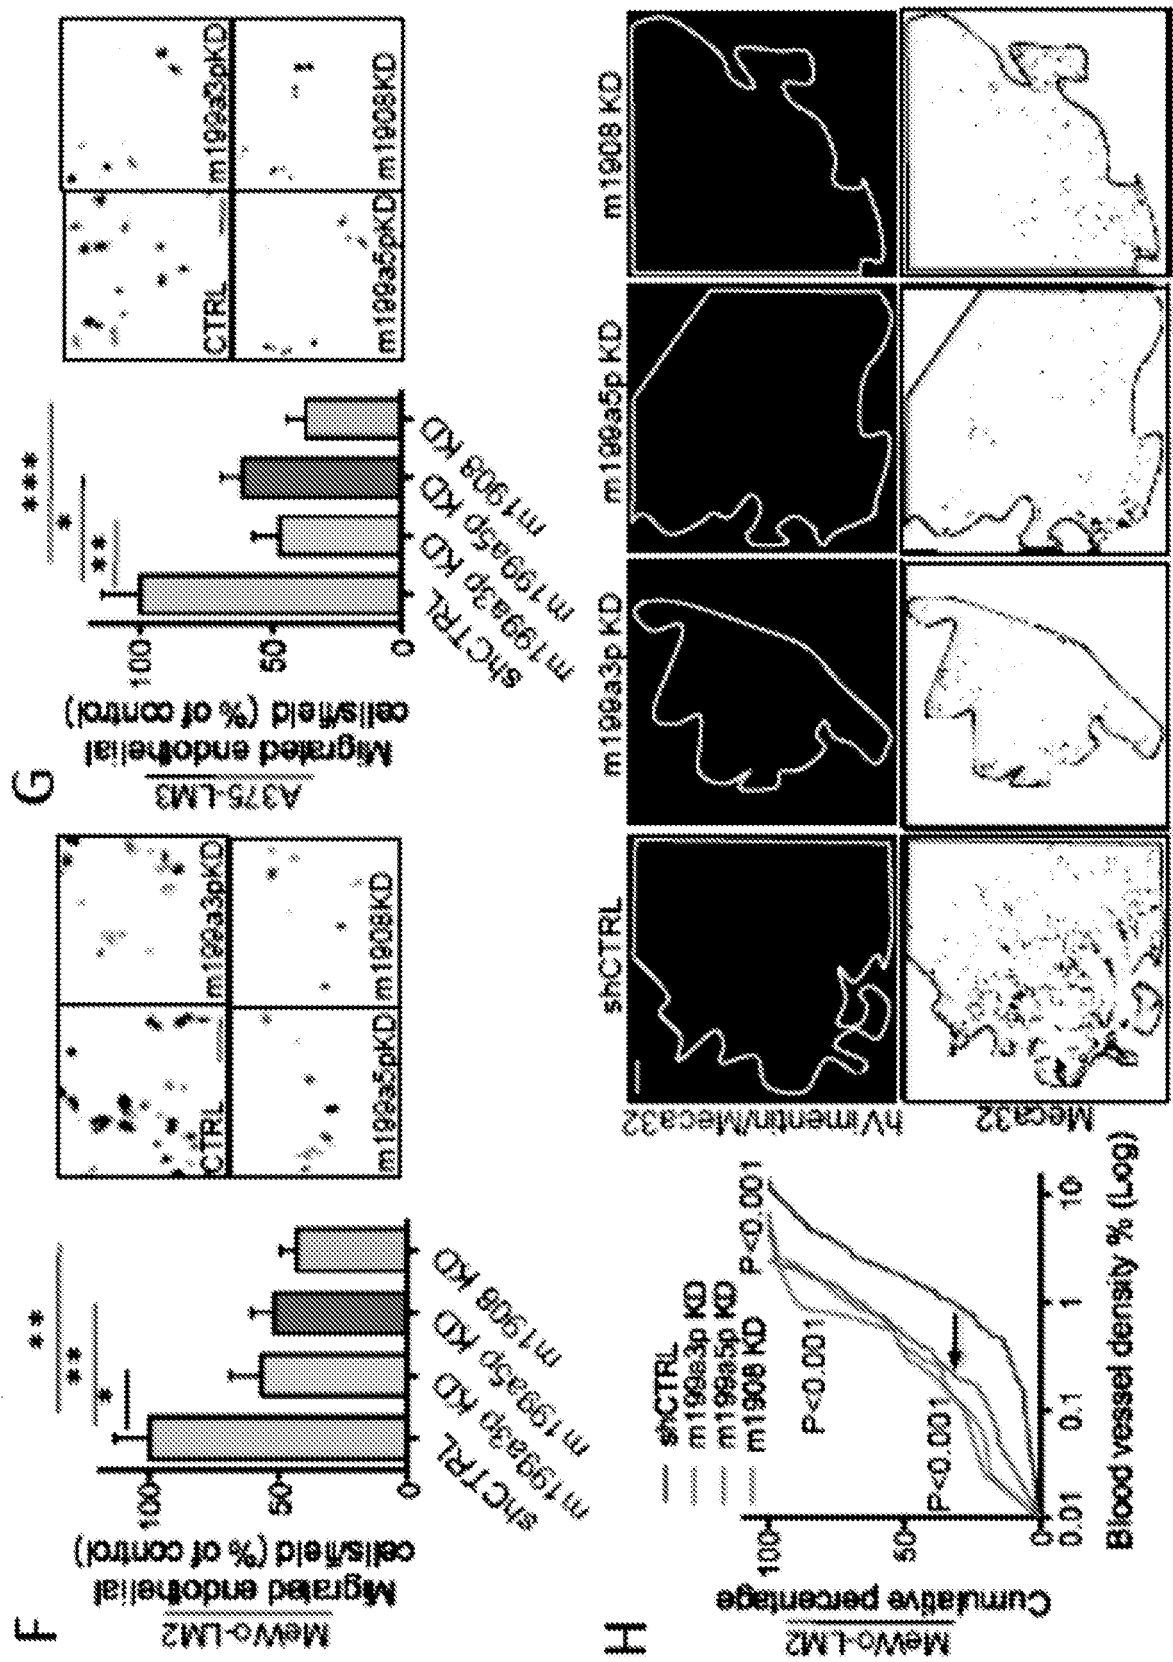 F
MeWo-LM2
Migrated endothelial
cells/field (% of control)
100
50
0
**
**
*
shCTRL
m199a3p KD
m199a5p KD
m1908 KD
CTRL
m199a3pKD
m199a5pKD
m1908KD
G
A375-LM3
Migrated endothelial
cells/field (% of control)
100
50
0
***
*
**
shCTRL
m199a3p KD
m199a5p KD
m1908 KD
CTRL
m199a3pKD
m199a5pKD
m1908KD
H
MeWo-LM2
Cumulative percentage
100
50
0
shCTRL
m199a3p KD
m199a5p KD
m1908 KD
P<0.001
P<0.001
P<0.001
0.01
0.1
1
10
Blood vessel density % (Log)
shCTRL
m199a3p KD
m199a5p KD
m1908 KD
hVimentin/Meca32
Meca32